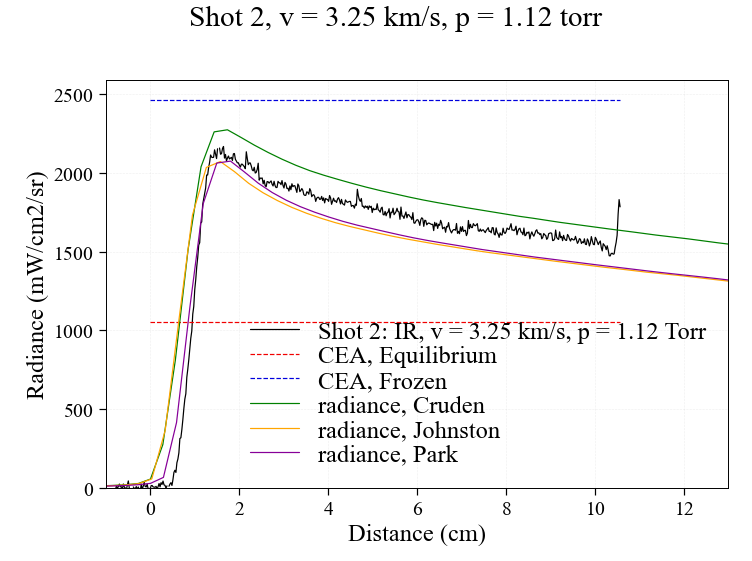 Shot 2, v = 3.25 km/s, p = 1.12 torr
2500
2000
1500
1000
500
0
Radiance (mW/cm2/sr)
Shot 2: IR, v = 3.25 km/s, p = 1.12 Torr
CEA, Equilibrium
CEA, Frozen
radiance, Cruden
radiance, Johnston
radiance, Park
0 2 4 6 8 10 12
Distance (cm)